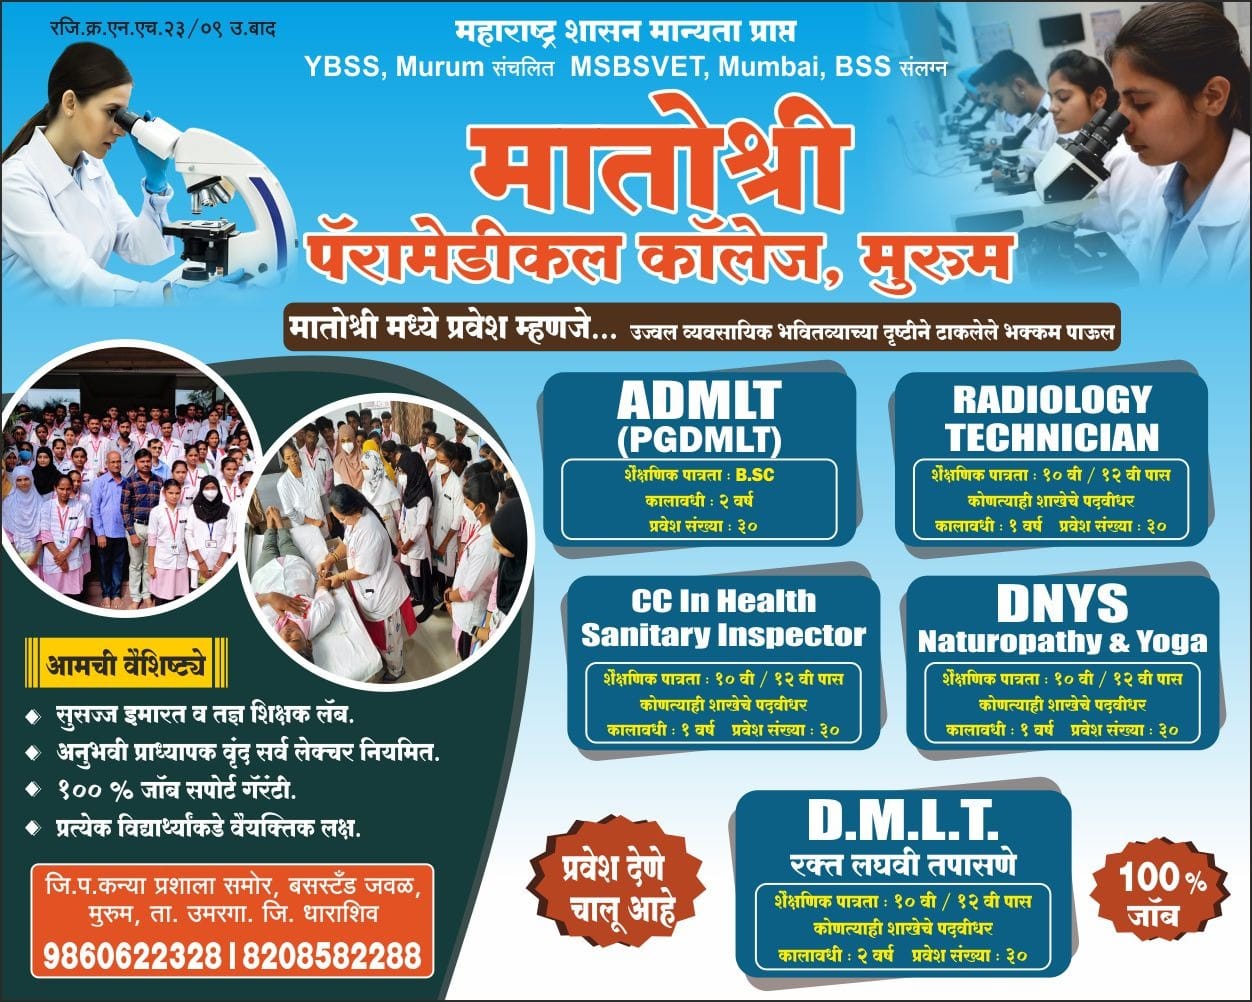 रजि.क्र.एन.एच.२३/०९ उ.बाद
महाराष्ट्र शासन मान्यता प्राप्त
YBSS, Murum संचलित MSBSVET, Mumbai, BSS संलग्न
मातोश्री
पॅरामेडीकल कॉलेज, मुरुम
मातोश्री मध्ये प्रवेश म्हणजे... उज्वल व्यवसायिक भवितव्याच्या दृष्टीने टाकलेले भक्कम पाऊल
ADMLT
(PGDMLT)
शैक्षणिक पात्रता : B.SC
कालावधी : २ वर्ष
प्रवेश संख्या : ३०
RADIOLOGY
TECHNICIAN
शैक्षणिक पात्रता : १० वी / १२ वी पास
कोणत्याही शाखेचे पदवीधर
कालावधी : १ वर्ष प्रवेश संख्या : ३०
CC In Health
Sanitary Inspector
शैक्षणिक पात्रता : १० वी / १२ वी पास
कोणत्याही शाखेचे पदवीधर
कालावधी : १ वर्ष प्रवेश संख्या : ३०
DNYS
Naturopathy & Yoga
शैक्षणिक पात्रता : १० वी / १२ वी पास
कोणत्याही शाखेचे पदवीधर
कालावधी : १ वर्ष प्रवेश संख्या : ३०
आमची वैशिष्ट्ये
सुसज्ज इमारत व तज्ञ शिक्षक लॅब.
अनुभवी प्राध्यापक वृंद सर्व लेक्चर नियमित.
१०० % जॉब सपोर्ट गॅरंटी.
प्रत्येक विद्यार्थ्यांकडे वैयक्तिक लक्ष.
जि.प.कन्या प्रशाला समोर, बसस्टँड जवळ,
मुरुम, ता. उमरगा. जि. धाराशिव
9860622328 | 8208582288
प्रवेश देणे
चालू आहे
D.M.L.T.
रक्त लघवी तपासणे
शैक्षणिक पात्रता : १० वी / १२ वी पास
कोणत्याही शाखेचे पदवीधर
कालावधी : २ वर्ष प्रवेश संख्या : ३०
100 %
जॉब